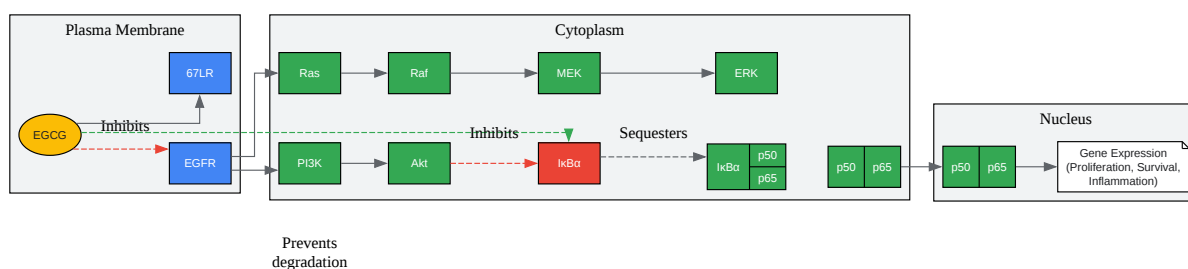 Plasma Membrane
Cytoplasm
67LR
Ras
Raf
MEK
ERK
Nucleus
EGCG
Inhibits
Inhibits
Sequesters
EGFR
PI3K
Akt
IκBα
IκBα
p50
p65
p50
p65
p50
p65
Gene Expression
(Proliferation, Survival,
Inflammation)
Prevents
degradation